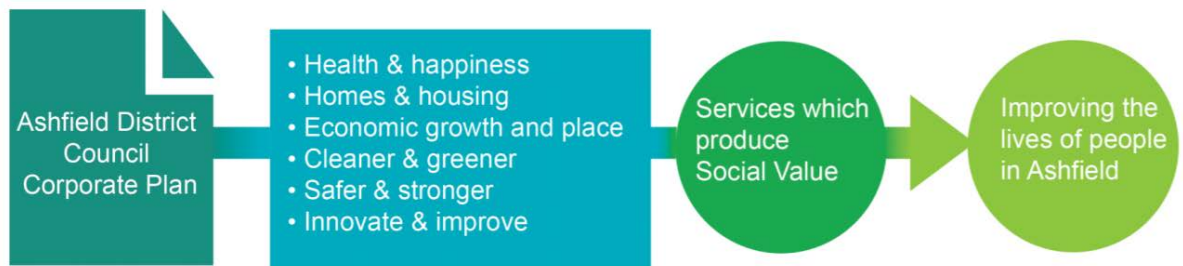 Ashfield District
Council
Corporate Plan
• Health & happiness
• Homes & housing
• Economic growth and place
• Cleaner & greener
• Safer & stronger
• Innovate & improve
Services which
produce
Social Value
Improving the
lives of people
in Ashfield